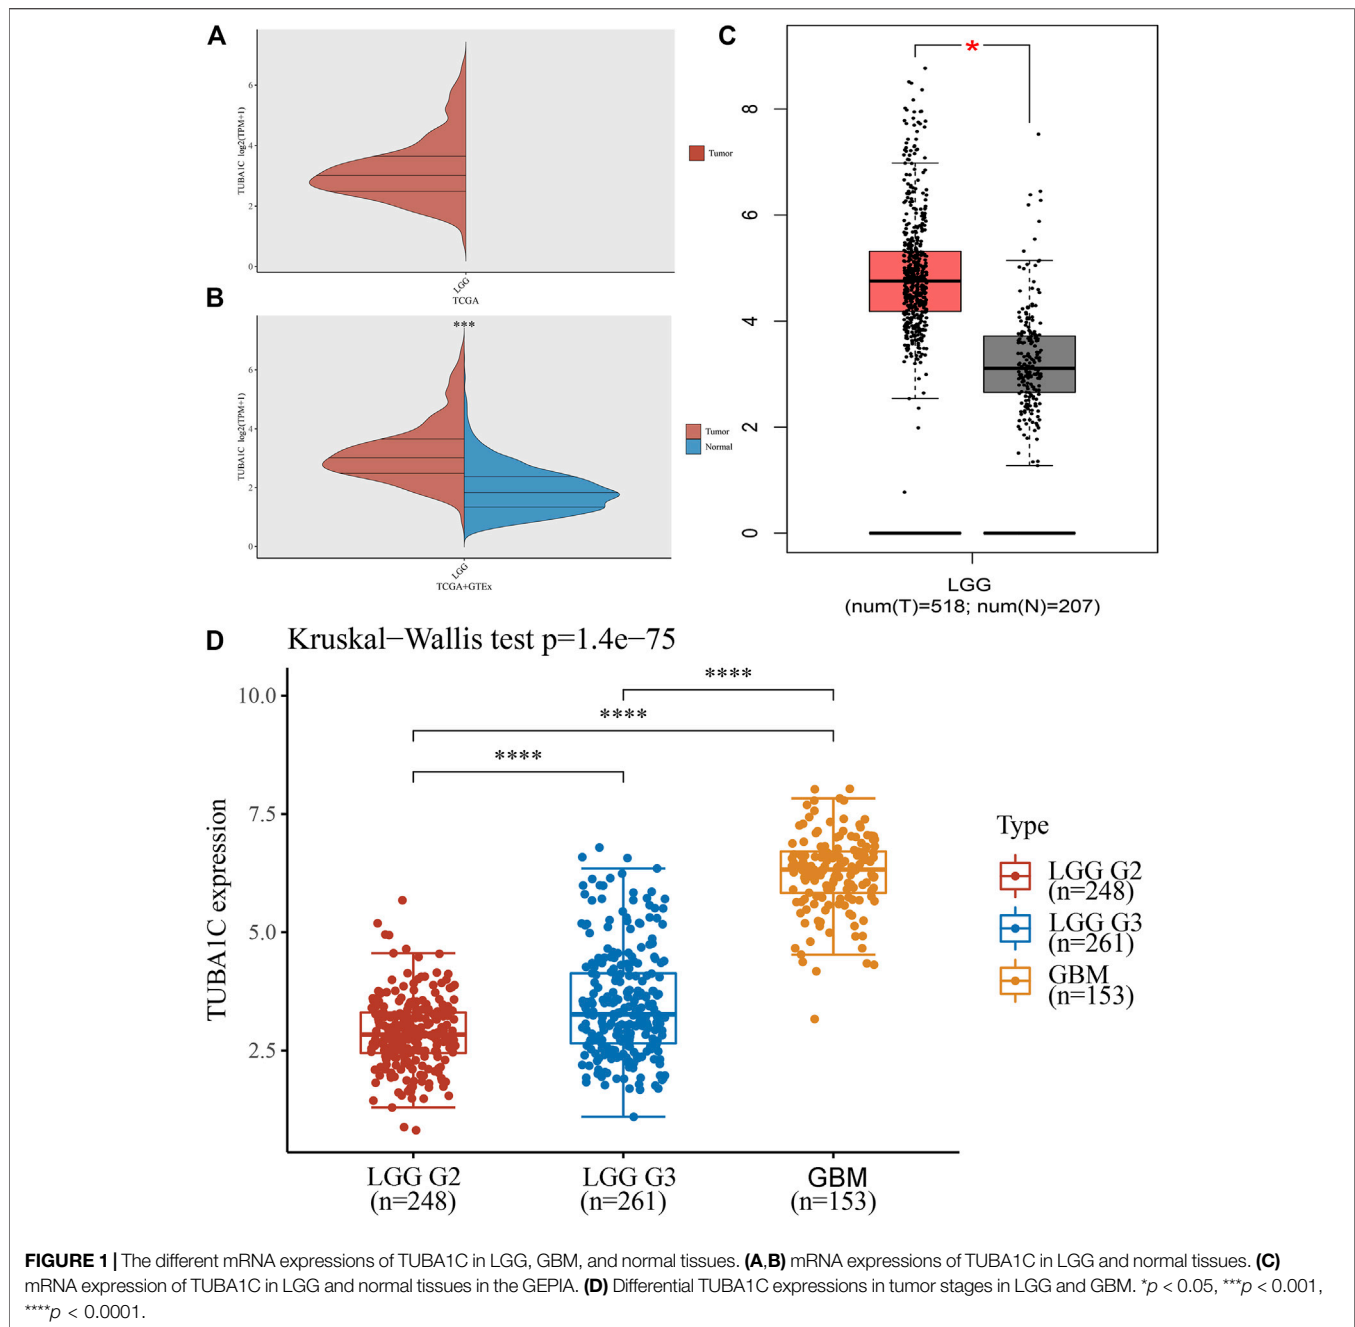 A
TUBA1C log2(TPM+1)
6
4
2
0
LGG
TCGA
Tumor
B
***
TUBA1C log2(TPM+1)
6
4
2
0
LGG
TCGA+GTEx
Tumor
Normal
C
*
8
6
4
2
0
LGG
(num(T)=518; num(N)=207)
D
Kruskal−Wallis test p=1.4e−75
****
****
****
TUBA1C expression
10.0
7.5
5.0
2.5
LGG G2
(n=248)
LGG G3
(n=261)
GBM
(n=153)
Type
LGG G2
(n=248)
LGG G3
(n=261)
GBM
(n=153)
FIGURE 1 | The different mRNA expressions of TUBA1C in LGG, GBM, and normal tissues. (A,B) mRNA expressions of TUBA1C in LGG and normal tissues. (C)
mRNA expression of TUBA1C in LGG and normal tissues in the GEPIA. (D) Differential TUBA1C expressions in tumor stages in LGG and GBM. *p < 0.05, ***p < 0.001,
****p < 0.0001.